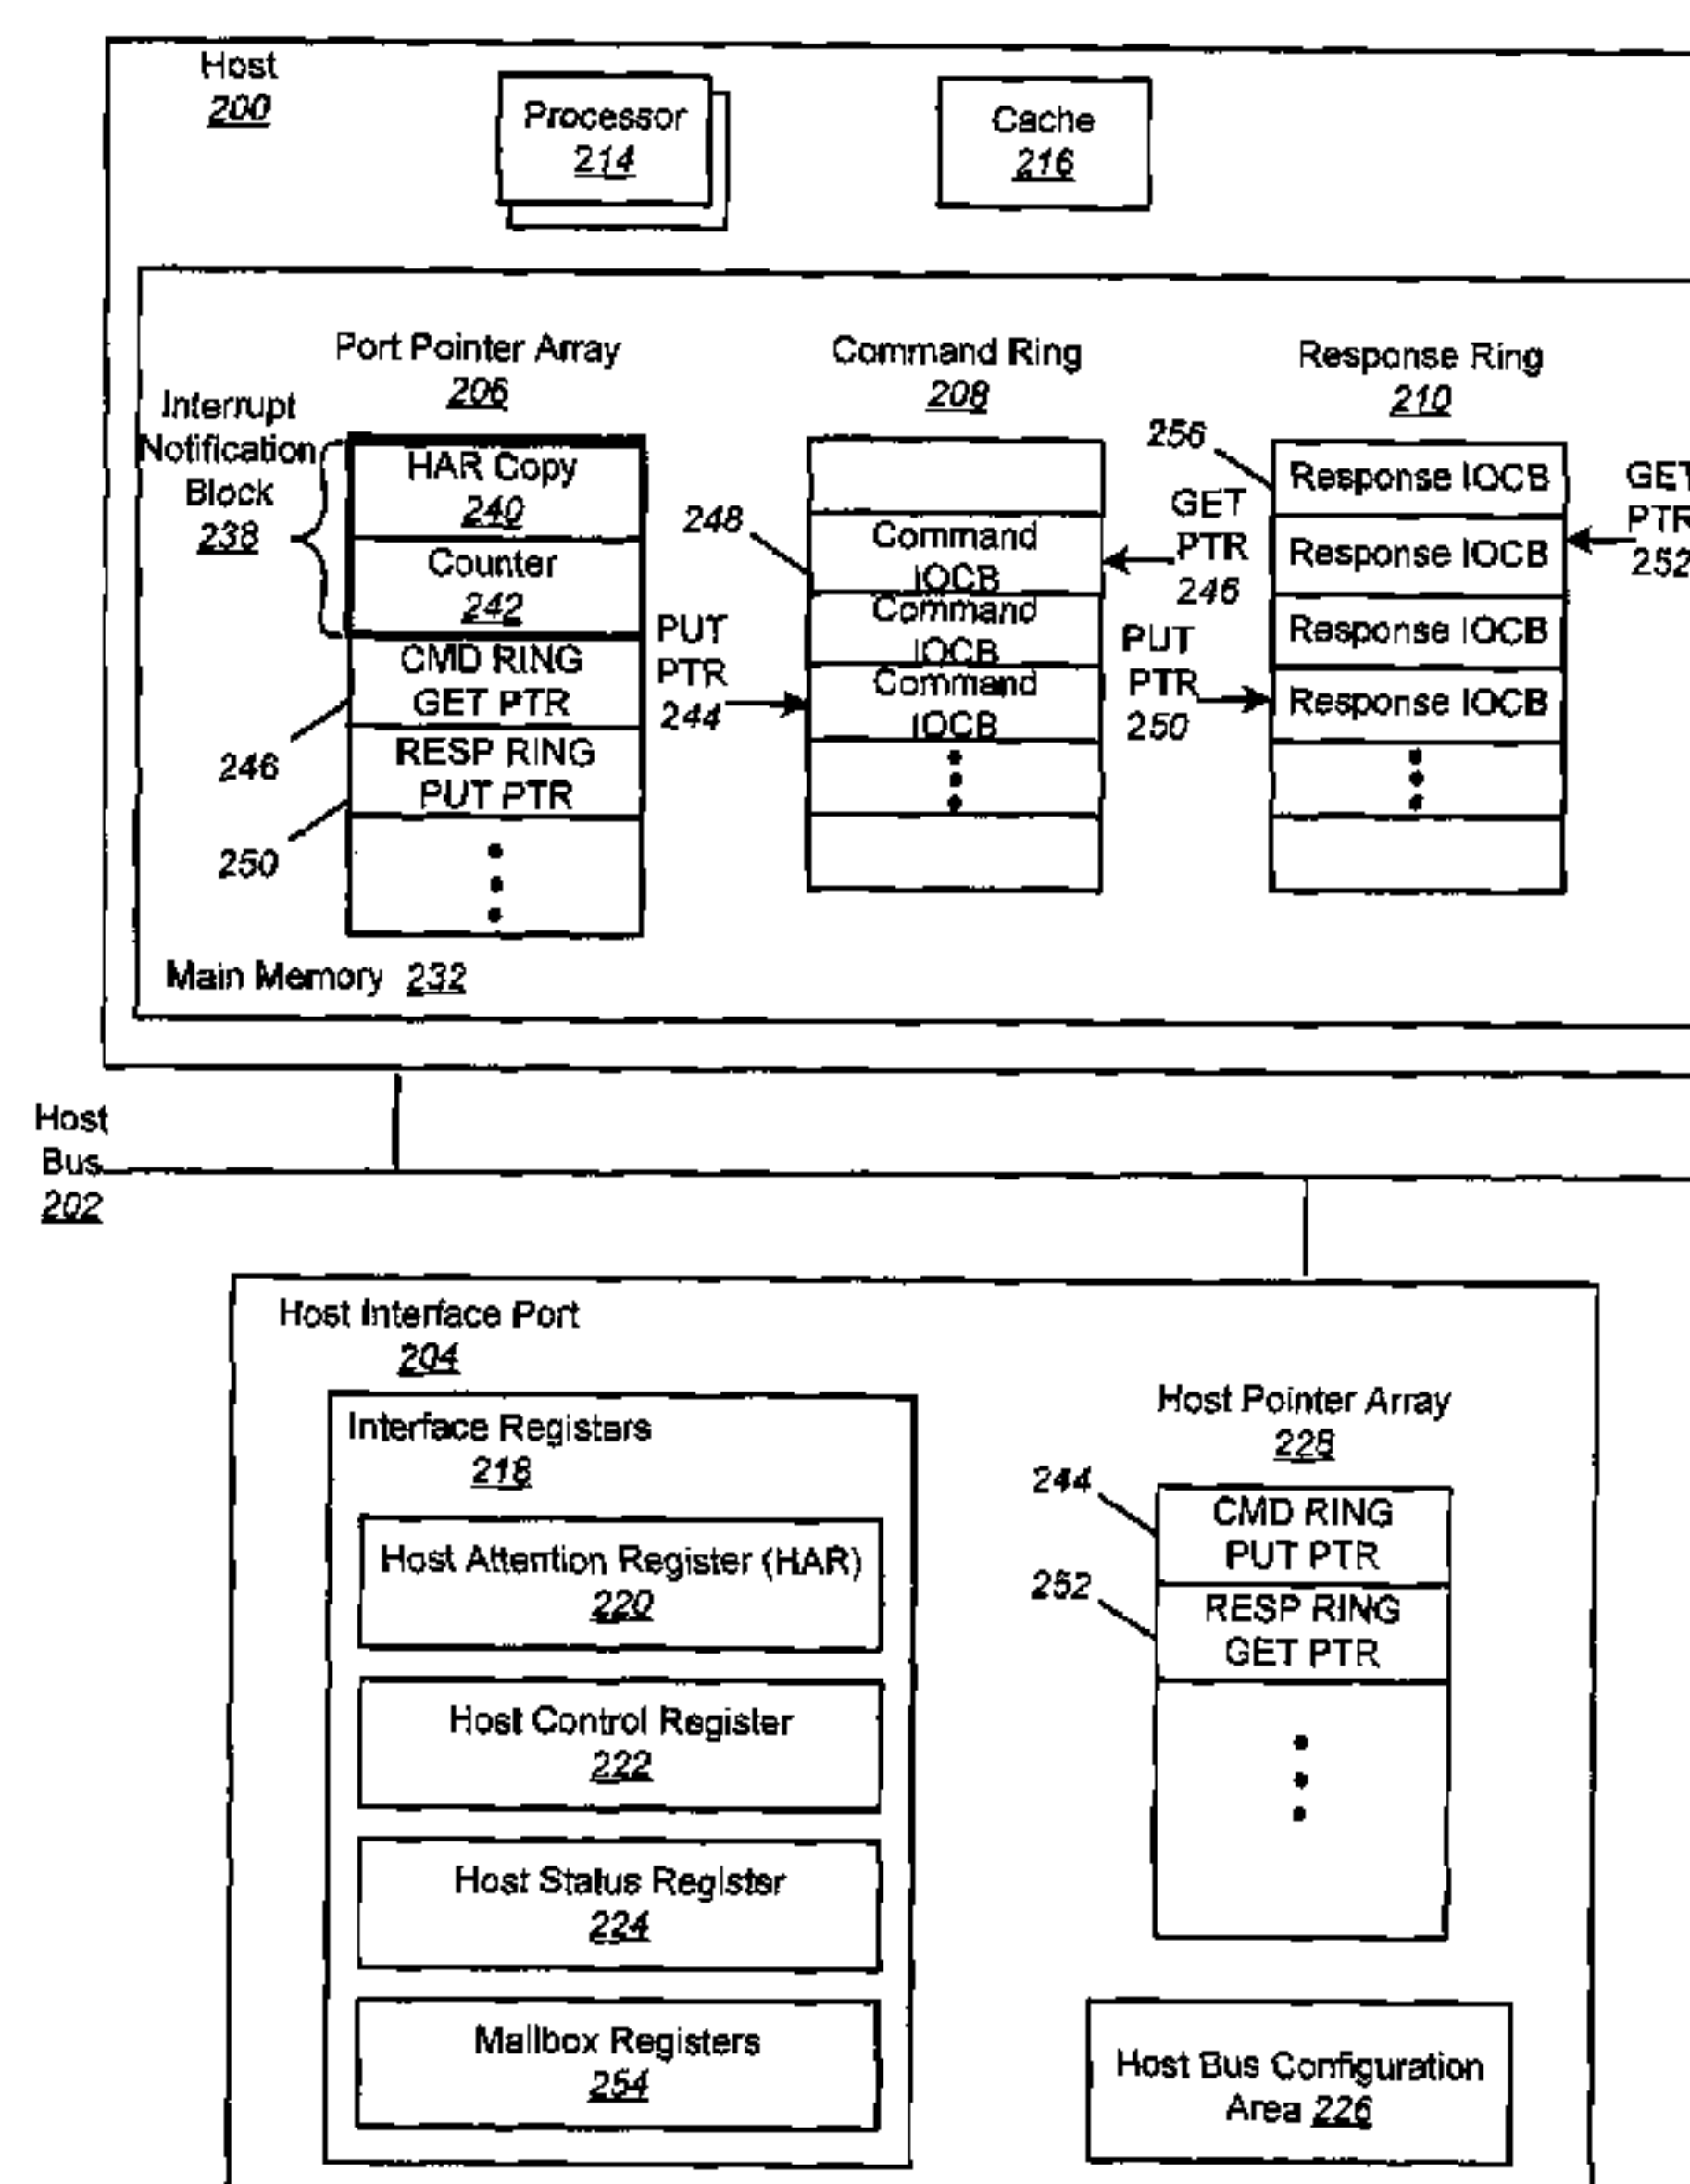 Host
200
Processor
214
Cache
216
Port Pointer Array
206
Command Ring
208
Response Ring
210
Interrupt
Notification
Block
238
HAR Copy
240
Counter
242
CMD RING
GET PTR
246
RESP RING
PUT PTR
250
248
Command
IOCB
Command
IOCB
Command
IOCB
PUT
PTR
244
GET
PTR
246
256
Response IOCB
Response IOCB
Response IOCB
Response IOCB
PUT
PTR
250
GET
PTR
252
Main Memory 232
Host
Bus
202
Host Interface Port
204
Interface Registers
218
Host Attention Register (HAR)
220
Host Control Register
222
Host Status Register
224
Mailbox Registers
254
Host Pointer Array
228
244
CMD RING
PUT PTR
252
RESP RING
GET PTR
Host Bus Configuration
Area 226